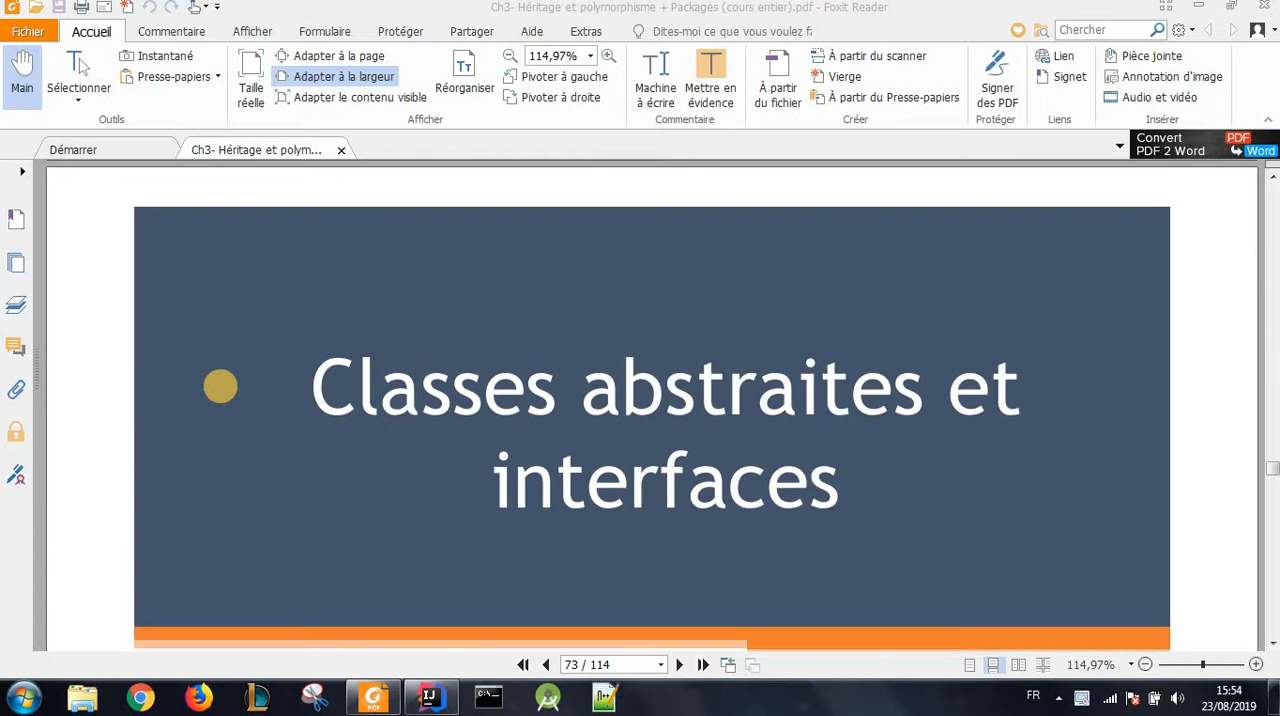 Ch3- Héritage et polymorphisme + Packages (cours entier).pdf - Foxit Reader
Fichier Accueil Commentaire Afficher Formulaire Protéger Partager Aide Extras Dites-moi ce que vous voulez f Chercher
Main
Sélectionner
Instantané
Presse-papiers
Outils
Taille
réelle
Adapter à la page
Adapter à la largeur
Adapter le contenu visible
Réorganiser
114,97%
Pivoter à gauche
Pivoter à droite
Afficher
Machine
à écrire
Mettre en
évidence
Commentaire
À partir
du fichier
À partir du scanner
Vierge
À partir du Presse-papiers
Créer
Signer
des PDF
Protéger
Lien
Signet
Liens
Pièce jointe
Annotation d'image
Audio et vidéo
Insérer
Démarrer
Ch3- Héritage et polym...
Convert PDF
PDF 2 Word Word
Classes abstraites et
interfaces
73 / 114
114,97%
PDF
IJ
C:\
FR
15:54
23/08/2019